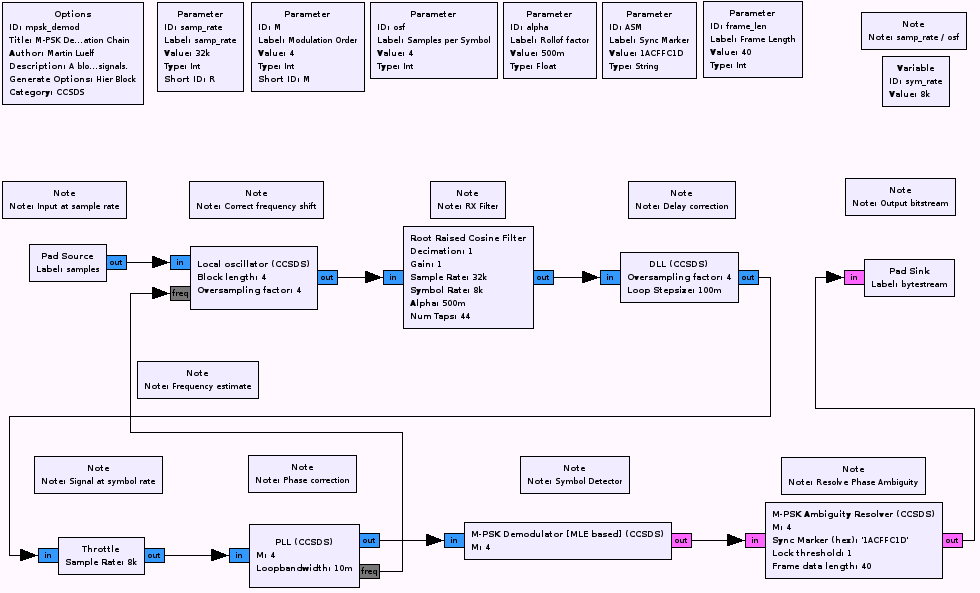 Options
ID: mpsk_demod
Title: M-PSK De...ation Chain
Author: Martin Luelf
Description: A blo...signals.
Generate Options: Hier Block
Category: CCSDS
Parameter
ID: samp_rate
Label: samp_rate
Value: 32k
Type: Int
Short ID: R
Parameter
ID: M
Label: Modulation Order
Value: 4
Type: Int
Short ID: M
Parameter
ID: osf
Label: Samples per Symbol
Value: 4
Type: Int
Parameter
ID: alpha
Label: Rollof factor
Value: 500m
Type: Float
Parameter
ID: ASM
Label: Sync Marker
Value: 1ACFFC1D
Type: String
Parameter
ID: frame_len
Label: Frame Length
Value: 40
Type: Int
Note
Note: samp_rate / osf
Variable
ID: sym_rate
Value: 8k
Note
Note: Input at sample rate
Note
Note: Correct frequency shift
Note
Note: RX Filter
Note
Note: Delay correction
Note
Note: Output bitstream
Pad Source
Label: samples
out
in
freq
Local oscillator (CCSDS)
Block length: 4
Oversampling factor: 4
out
in
Root Raised Cosine Filter
Decimation: 1
Gain: 1
Sample Rate: 32k
Symbol Rate: 8k
Alpha: 500m
Num Taps: 44
out
in
DLL (CCSDS)
Oversampling factor: 4
Loop Stepsize: 100m
out
in
Pad Sink
Label: bytestream
Note
Note: Frequency estimate
Note
Note: Signal at symbol rate
Note
Note: Phase correction
Note
Note: Symbol Detector
Note
Note: Resolve Phase Ambiguity
in
Throttle
Sample Rate: 8k
out
in
PLL (CCSDS)
M: 4
Loopbandwidth: 10m
out
freq
in
M-PSK Demodulator [MLE based] (CCSDS)
M: 4
out
in
M-PSK Ambiguity Resolver (CCSDS)
M: 4
Sync Marker (hex): '1ACFFC1D'
Lock threshold: 1
Frame data length: 40
out